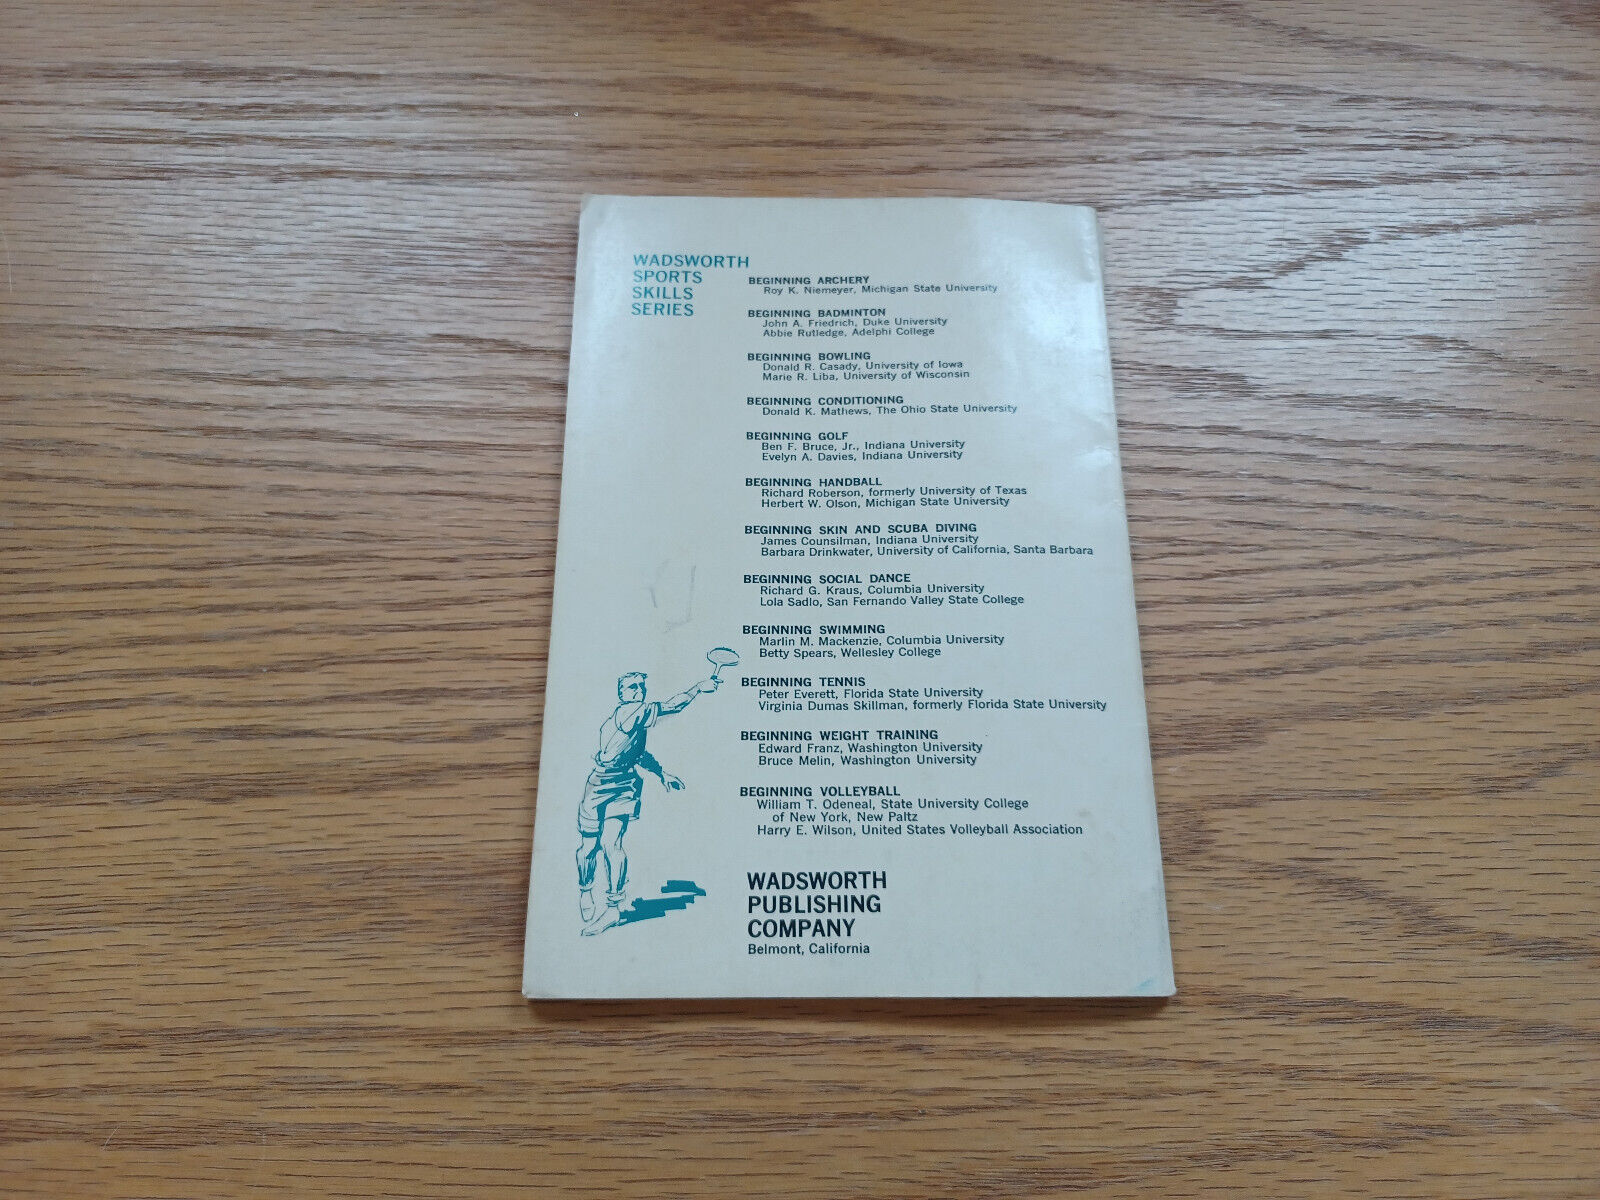 WADSWORTH
SPORTS
SKILLS
SERIES
BEGINNING ARCHERY
Roy K. Niemeyer, Michigan State University
BEGINNING BADMINTON
John A. Friedrich, Duke University
Abbie Rutledge, Adelphi College
BEGINNING BOWLING
Donald R. Casady, University of Iowa
Marie R. Liba, University of Wisconsin
BEGINNING CONDITIONING
Donald K. Mathews, The Ohio State University
BEGINNING GOLF
Ben F. Bruce, Jr., Indiana University
Evelyn A. Davies, Indiana University
BEGINNING HANDBALL
Richard Roberson, formerly University of Texas
Herbert W. Olson, Michigan State University
BEGINNING SKIN AND SCUBA DIVING
James Counsilman, Indiana University
Barbara Drinkwater, University of California, Santa Barbara
BEGINNING SOCIAL DANCE
Richard G. Kraus, Columbia University
Lola Sadlo, San Fernando Valley State College
BEGINNING SWIMMING
Marlin M. Mackenzie, Columbia University
Betty Spears, Wellesley College
BEGINNING TENNIS
Peter Everett, Florida State University
Virginia Dumas Skillman, formerly Florida State University
BEGINNING WEIGHT TRAINING
Edward Franz, Washington University
Bruce Melin, Washington University
BEGINNING VOLLEYBALL
William T. Odeneal, State University College
of New York, New Paltz
Harry E. Wilson, United States Volleyball Association
WADSWORTH
PUBLISHING
COMPANY
Belmont, California